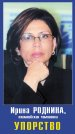 Ирина РОДНИНА,
олимпийская чемпионка
УПОРСТВО